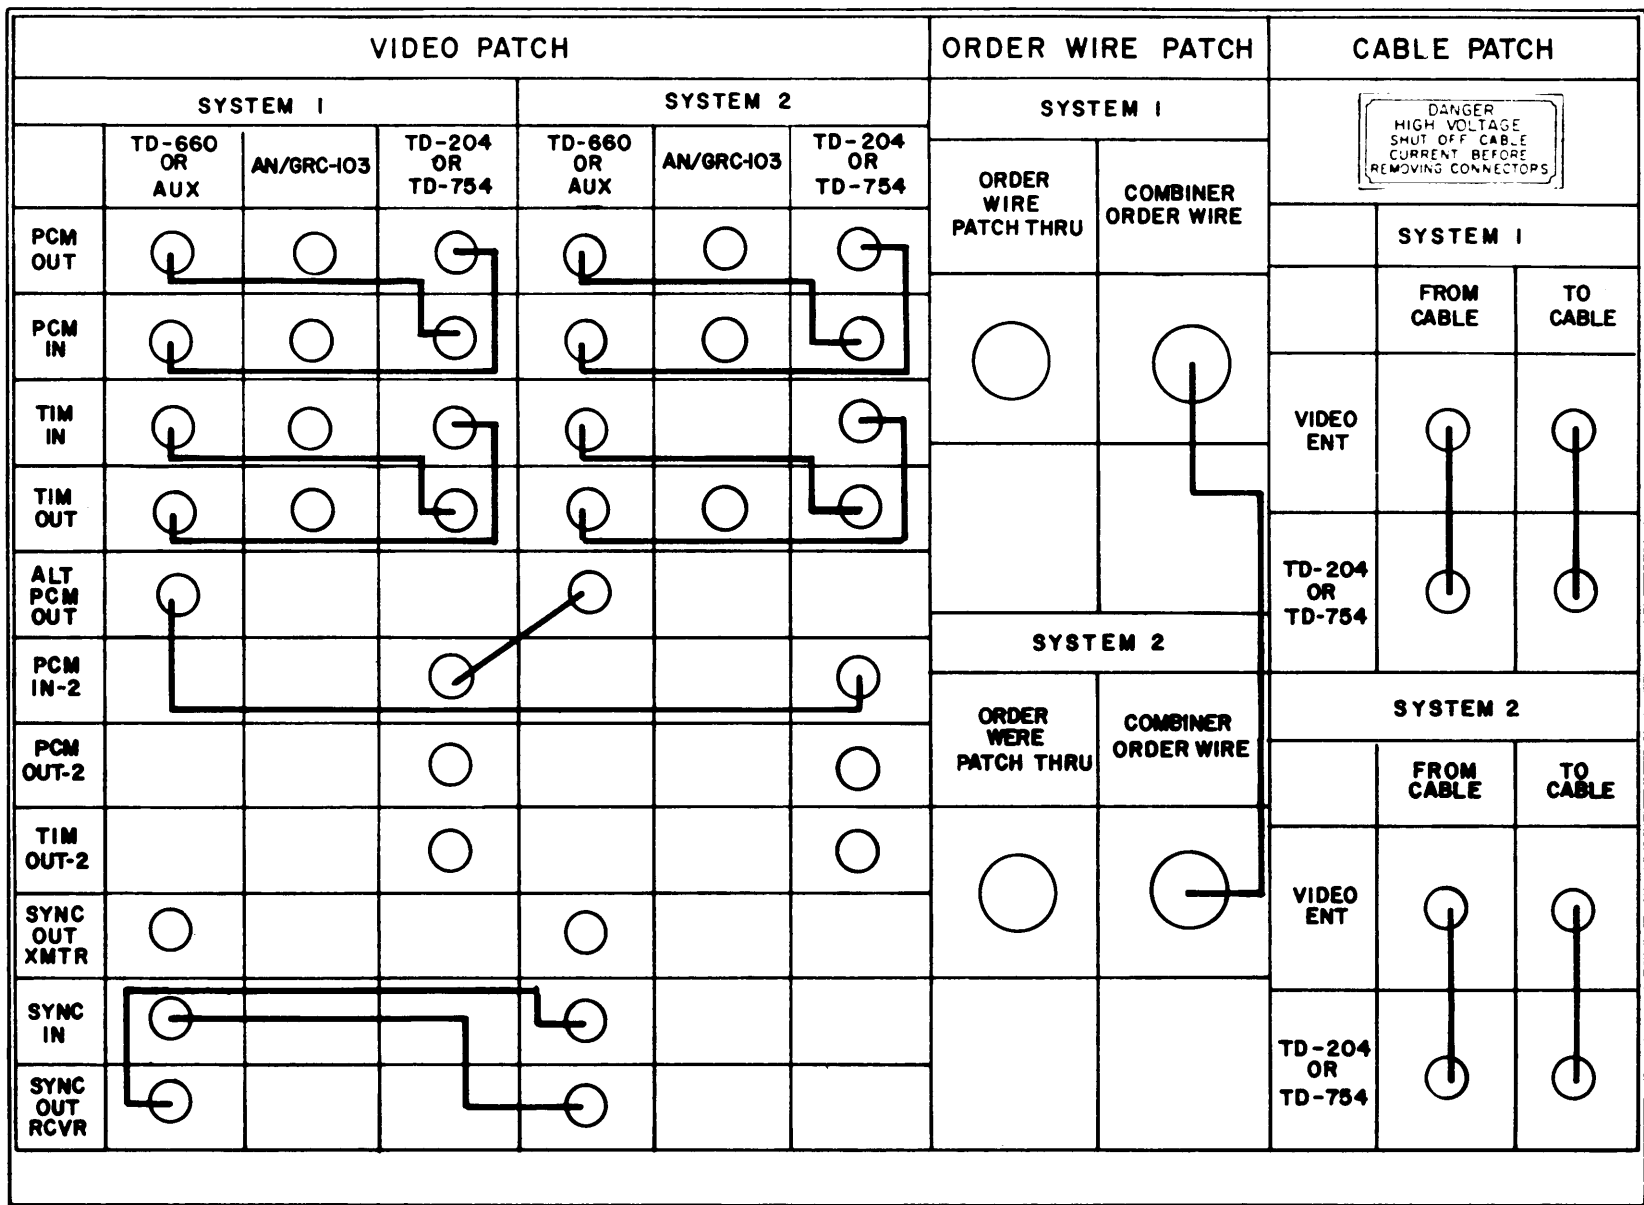 VIDEO PATCH
ORDER WIRE PATCH
CABLE PATCH
SYSTEM 1
SYSTEM 2
TD-660
OR
AUX
AN/GRC-103
TD-204
OR
TD-754
TD-660
OR
AUX
AN/GRC-103
TD-204
OR
TD-754
PCM
OUT
PCM
IN
TIM
IN
TIM
OUT
ALT
PCM
OUT
PCM
IN-2
PCM
OUT-2
TIM
OUT-2
SYNC
OUT
XMTR
SYNC
IN
SYNC
OUT
RCVR
SYSTEM 1
ORDER
WIRE
PATCH THRU
COMBINER
ORDER WIRE
SYSTEM 2
ORDER
WERE
PATCH THRU
COMBINER
ORDER WIRE
DANGER
HIGH VOLTAGE
SHUT OFF CABLE
CURRENT BEFORE
REMOVING CONNECTORS
SYSTEM 1
FROM
CABLE
TO
CABLE
VIDEO
ENT
TD-204
OR
TD-754
SYSTEM 2
FROM
CABLE
TO
CABLE
VIDEO
ENT
TD-204
OR
TD-754